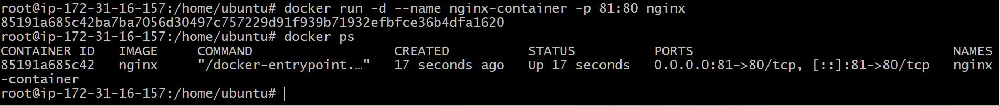 root@ip-172-31-16-157:/home/ubuntu# docker run -d --name nginx-container -p 81:80 nginx
85191a685c42ba7ba7056d30497c757229d91f939b71932efbfce36b4dfa1620
root@ip-172-31-16-157:/home/ubuntu# docker ps
CONTAINER ID   IMAGE     COMMAND                  CREATED          STATUS          PORTS                                 NAMES
85191a685c42   nginx     "/docker-entrypoint.…"   17 seconds ago   Up 17 seconds   0.0.0.0:81->80/tcp, [::]:81->80/tcp   nginx
-container
root@ip-172-31-16-157:/home/ubuntu#